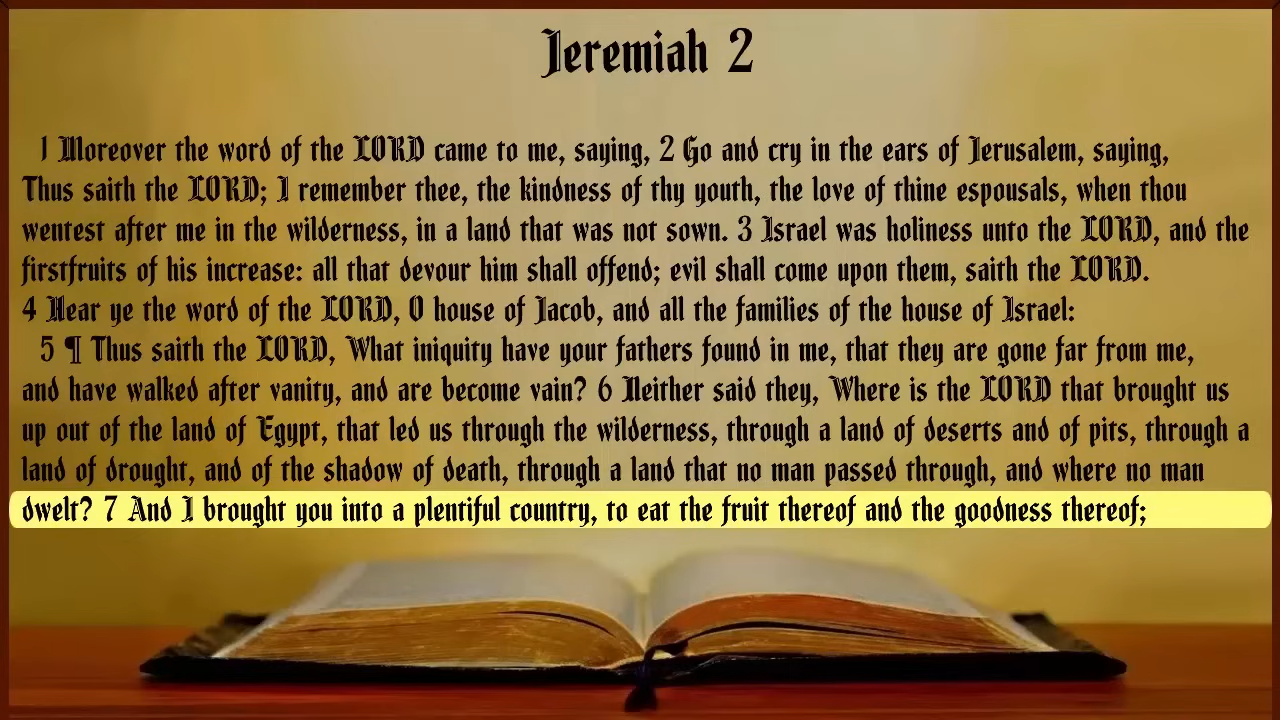 Jeremiah 2
1 Moreover the word of the LORD came to me, saying, 2 Go and cry in the ears of Jerusalem, saying,
Thus saith the LORD; I remember thee, the kindness of thy youth, the love of thine espousals, when thou
wentest after me in the wilderness, in a land that was not sown. 3 Israel was holiness unto the LORD, and the
firstfruits of his increase: all that devour him shall offend; evil shall come upon them, saith the LORD.
4 Hear ye the word of the LORD, O house of Jacob, and all the families of the house of Israel:
5 ¶ Thus saith the LORD, What iniquity have your fathers found in me, that they are gone far from me,
and have walked after vanity, and are become vain? 6 Neither said they, Where is the LORD that brought us
up out of the land of Egypt, that led us through the wilderness, through a land of deserts and of pits, through a
land of drought, and of the shadow of death, through a land that no man passed through, and where no man
dwelt? 7 And I brought you into a plentiful country, to eat the fruit thereof and the goodness thereof;